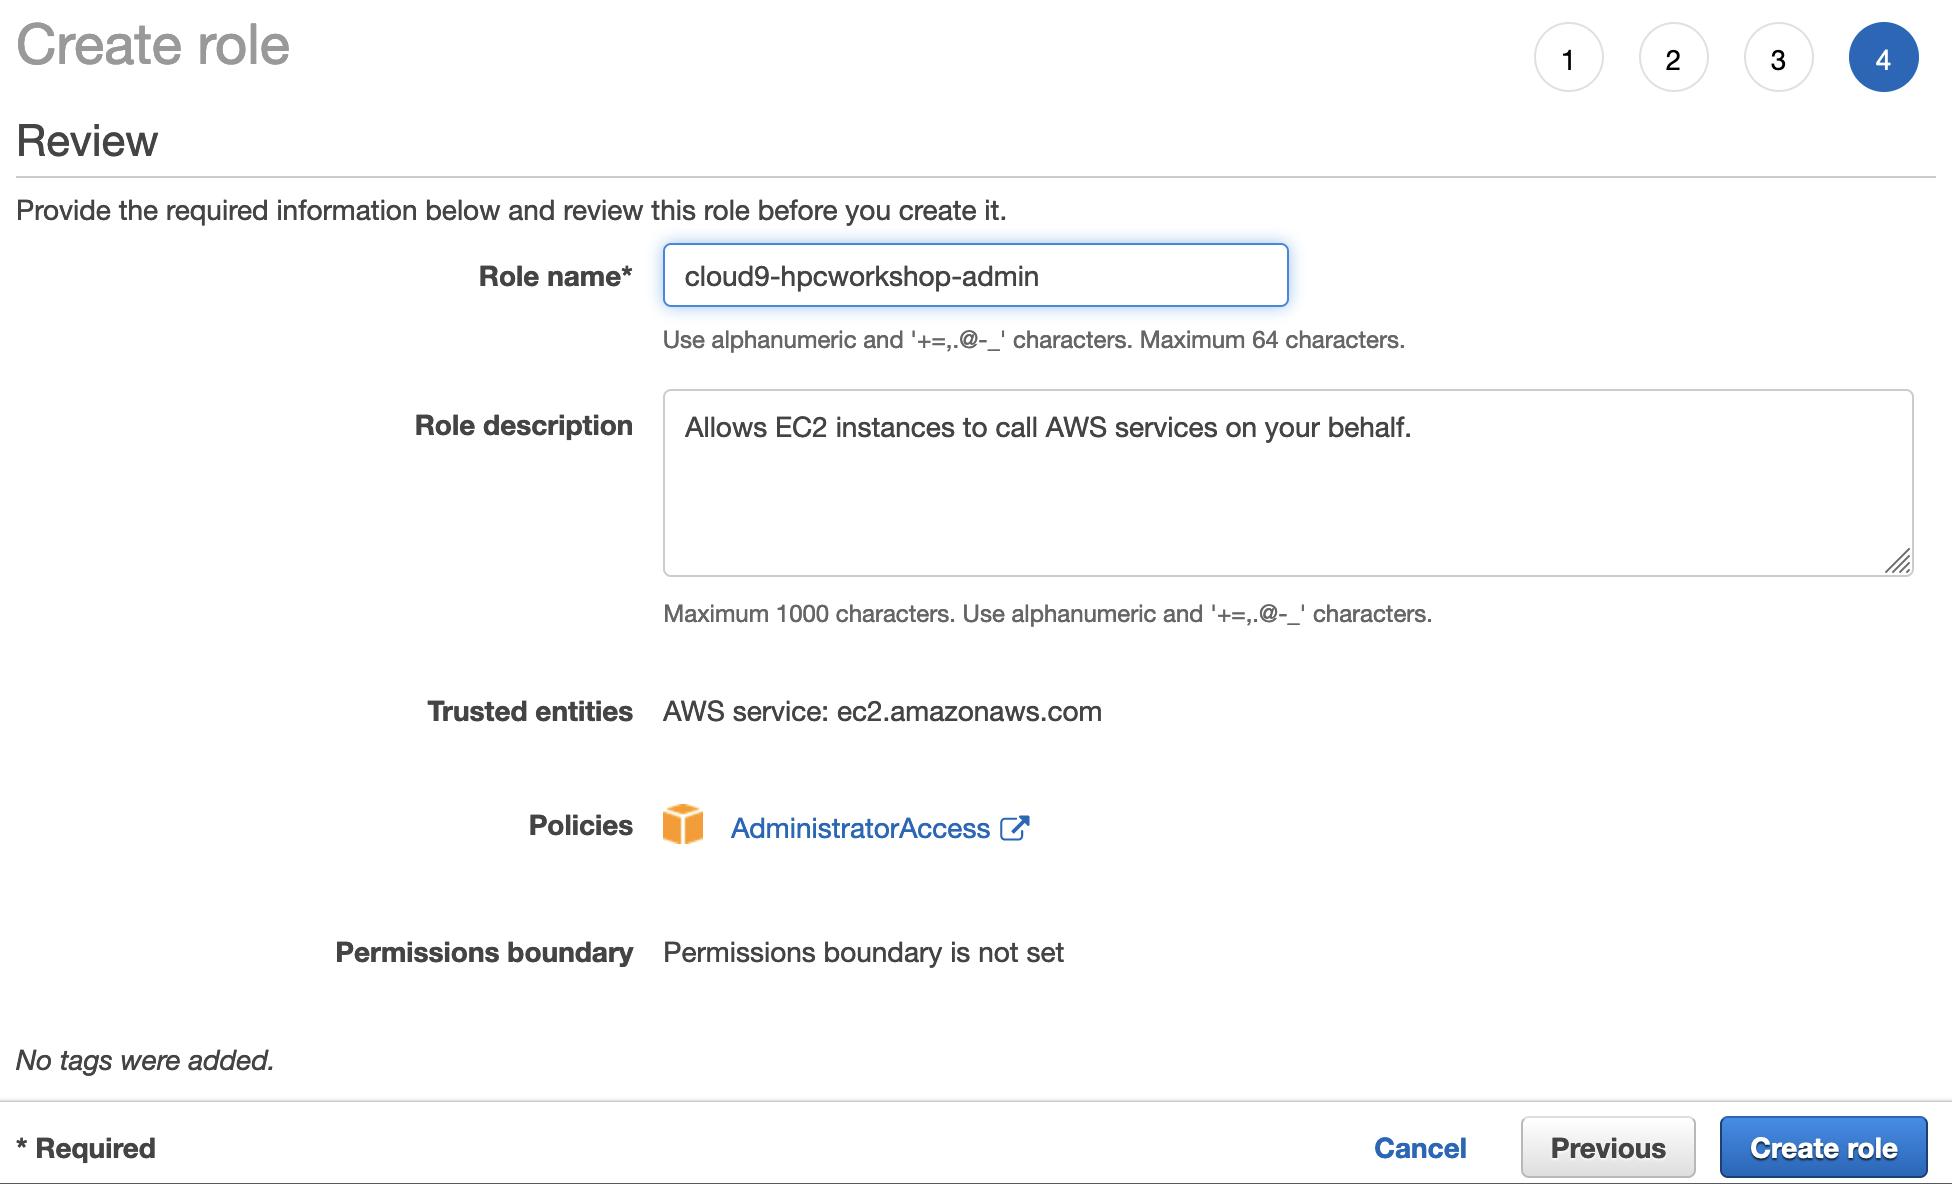 Create role
1 2 3 4
Review
Provide the required information below and review this role before you create it.
Role name* cloud9-hpcworkshop-admin
Use alphanumeric and '+=,.@-_' characters. Maximum 64 characters.
Role description Allows EC2 instances to call AWS services on your behalf.
Maximum 1000 characters. Use alphanumeric and '+=,.@-_' characters.
Trusted entities AWS service: ec2.amazonaws.com
Policies AdministratorAccess
Permissions boundary Permissions boundary is not set
No tags were added.
* Required Cancel Previous Create role